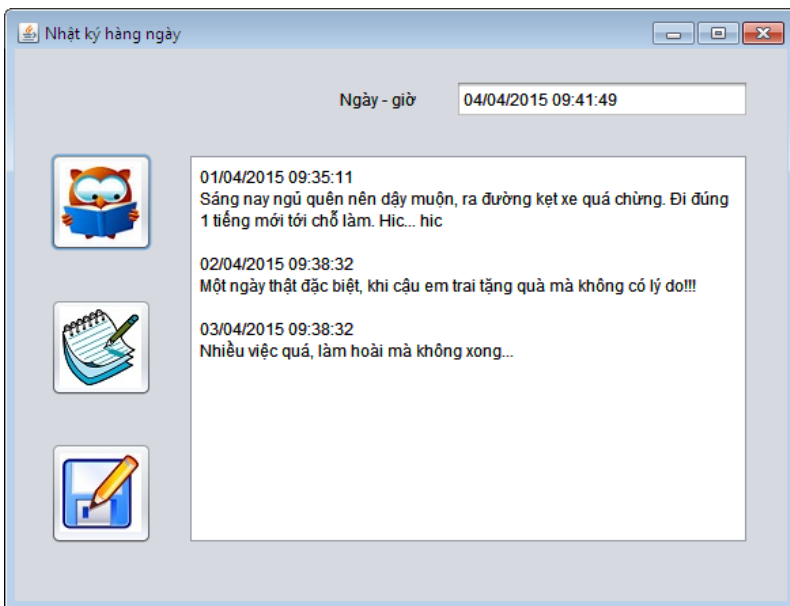 Nhật ký hàng ngày
Ngày - giờ
04/04/2015 09:41:49
01/04/2015 09:35:11
Sáng nay ngủ quên nên dậy muộn, ra đường kẹt xe quá chừng. Đi đúng
1 tiếng mới tới chỗ làm. Hic... hic
02/04/2015 09:38:32
Một ngày thật đặc biệt, khi cậu em trai tặng quà mà không có lý do!!!
03/04/2015 09:38:32
Nhiều việc quá, làm hoài mà không xong...